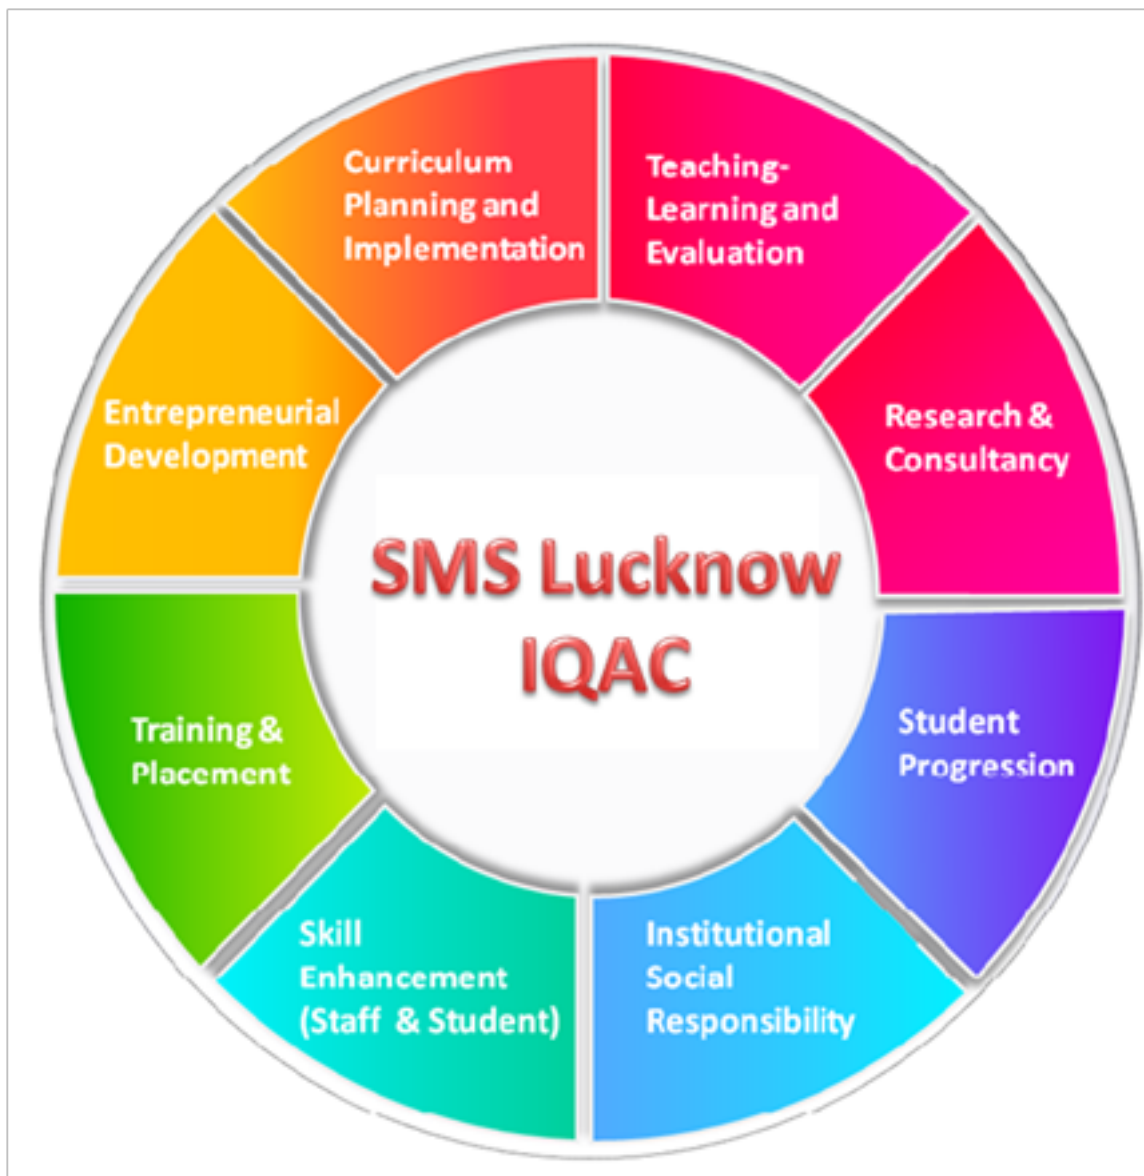 Curriculum
Planning and
Implementation
Teaching-
Learning and
Evaluation
Research &
Consultancy
Student
Progression
Institutional
Social
Responsibility
Skill
Enhancement
(Staff & Student)
Training &
Placement
Entrepreneurial
Development
SMS Lucknow
IQAC